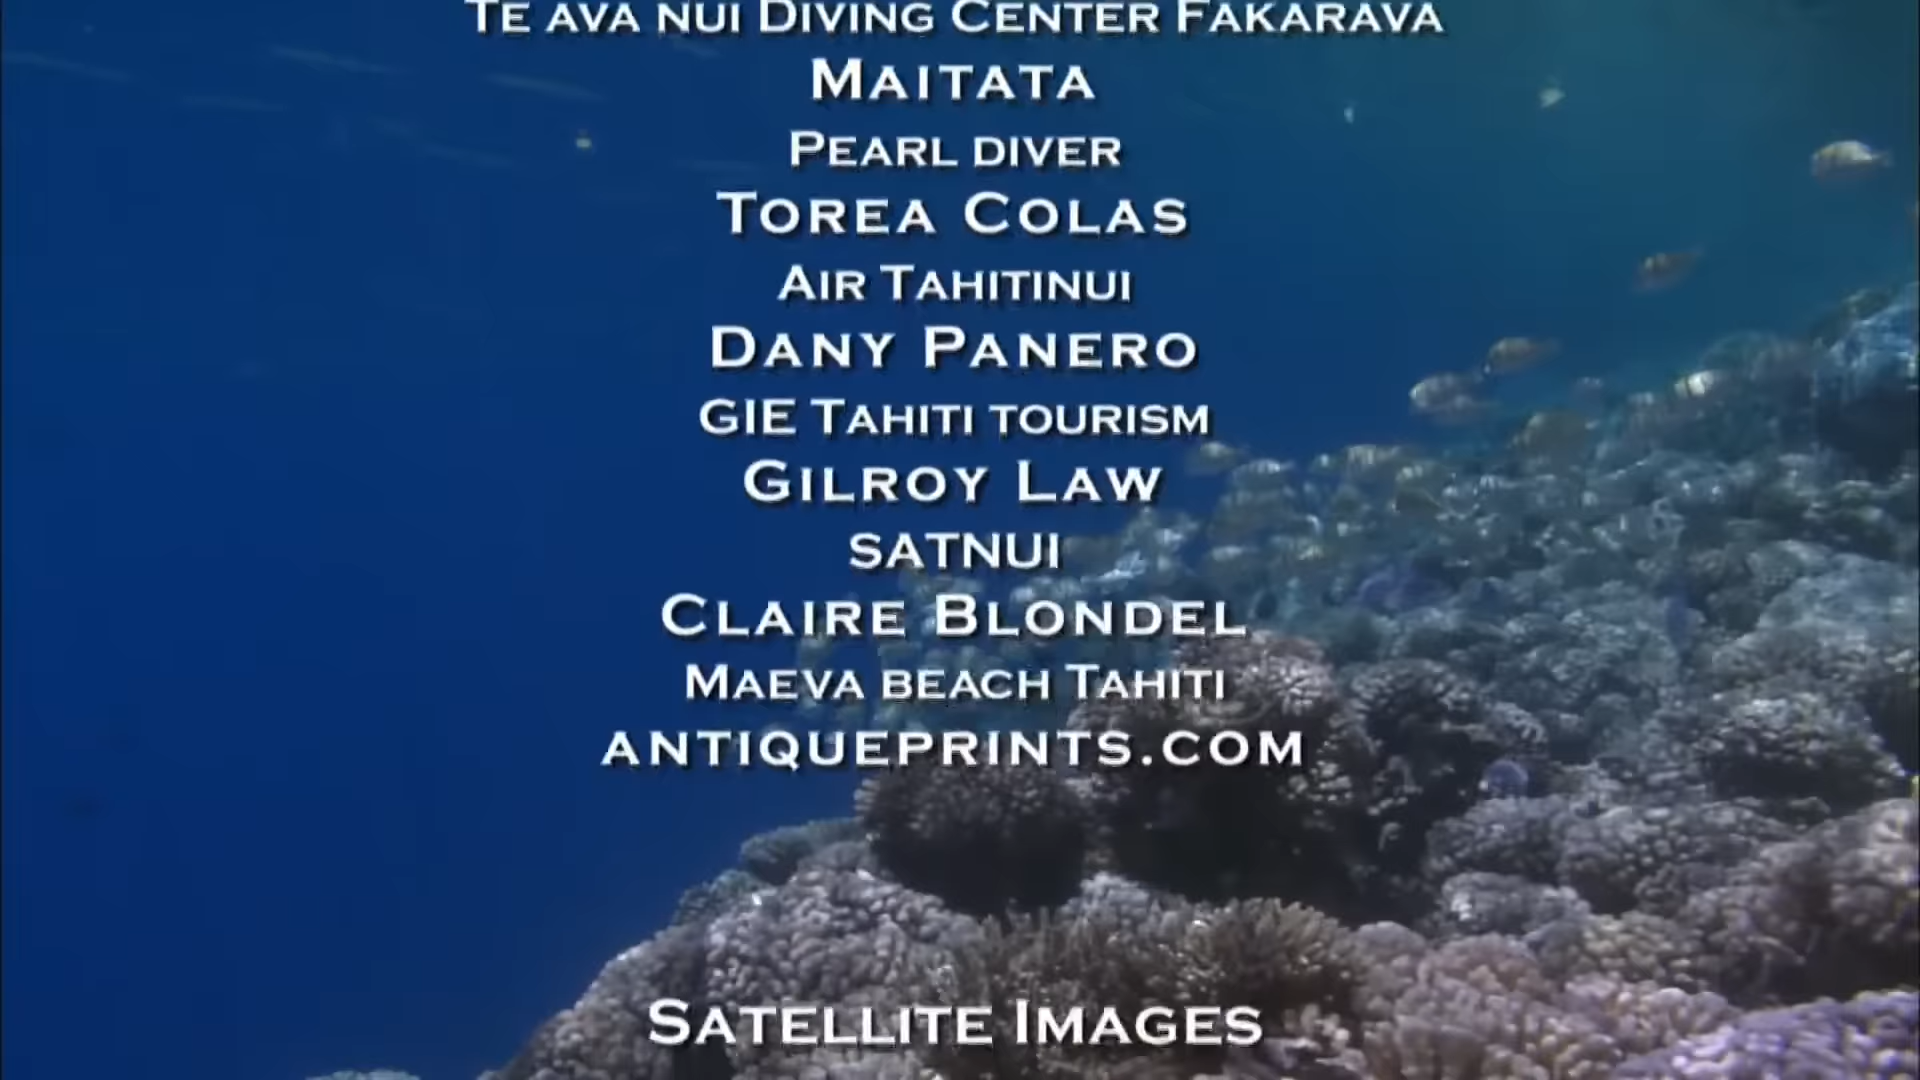 Te ava nui Diving Center Fakarava
Maitata
Pearl diver
Torea Colas
Air Tahitinui
Dany Panero
GIE Tahiti tourism
Gilroy Law
SATNUI
Claire Blondel
Maeva beach Tahiti
antiqueprints.com
Satellite Images